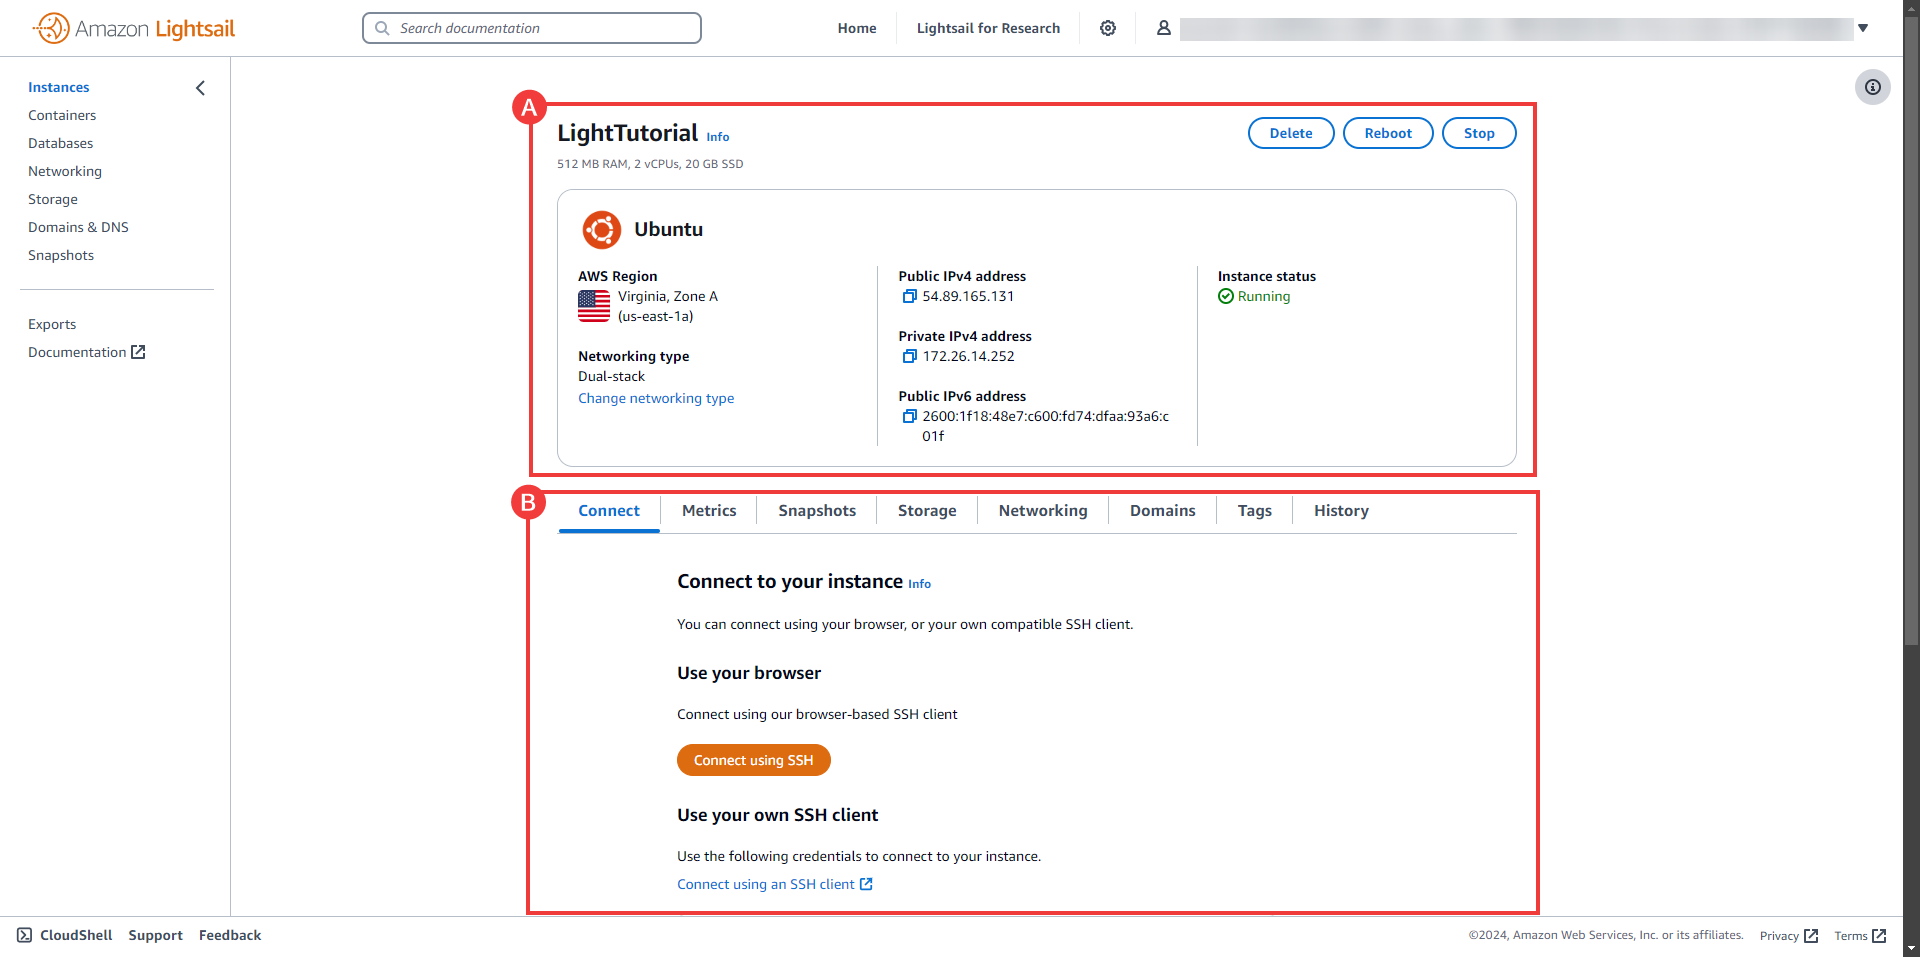 Amazon Lightsail
Search documentation
Home
Lightsail for Research
Instances
Containers
Databases
Networking
Storage
Domains & DNS
Snapshots
Exports
Documentation
A
LightTutorial Info
Delete
Reboot
Stop
512 MB RAM, 2 vCPUs, 20 GB SSD
Ubuntu
AWS Region
Virginia, Zone A
(us-east-1a)
Networking type
Dual-stack
Change networking type
Public IPv4 address
54.89.165.131
Private IPv4 address
172.26.14.252
Public IPv6 address
2600:1f18:48e7:c600:fd74:dfaa:93a6:c
01f
Instance status
Running
B
Connect
Metrics
Snapshots
Storage
Networking
Domains
Tags
History
Connect to your instance Info
You can connect using your browser, or your own compatible SSH client.
Use your browser
Connect using our browser-based SSH client
Connect using SSH
Use your own SSH client
Use the following credentials to connect to your instance.
Connect using an SSH client
CloudShell
Support
Feedback
©2024, Amazon Web Services, Inc. or its affiliates.
Privacy
Terms